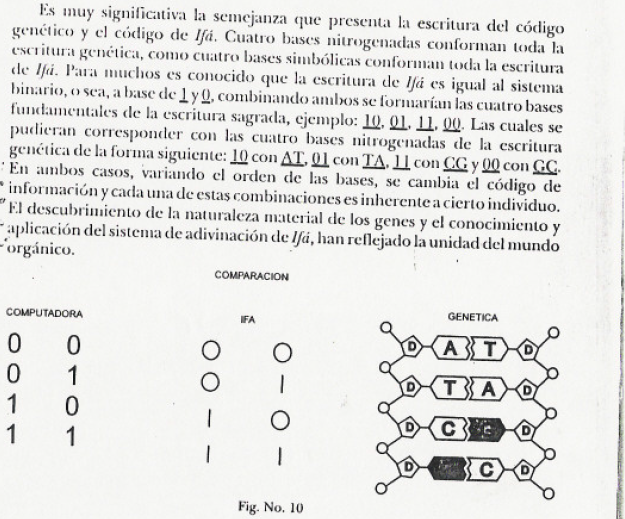 Es muy significativa la semejanza que presenta la escritura del código
genético y el código de Ifá. Cuatro bases nitrogenadas conforman toda la
escritura genética, como cuatro bases simbólicas conforman toda la escritura
de Ifá. Para muchos es conocido que la escritura de Ifá es igual al sistema
binario, o sea, a base de 1 y 0, combinando ambos se formarían las cuatro bases
fundamentales de la escritura sagrada, ejemplo: 10, 01, 11, 00. Las cuales se
pudieran corresponder con las cuatro bases nitrogenadas de la escritura
genética de la forma siguiente: 10 con AT, 01 con TA, 11 con CG y 00 con GC.
En ambos casos, variando el orden de las bases, se cambia el código de
información y cada una de estas combinaciones es inherente a cierto individuo.
El descubrimiento de la naturaleza material de los genes y el conocimiento y
aplicación del sistema de adivinación de Ifá, han reflejado la unidad del mundo
orgánico.
COMPARACION
COMPUTADORA
0 0
0 1
1 0
1 1
IFA
O O
O I
I O
I I
GENETICA
D A T D
D T A D
D C G D
D C D
Fig. No. 10